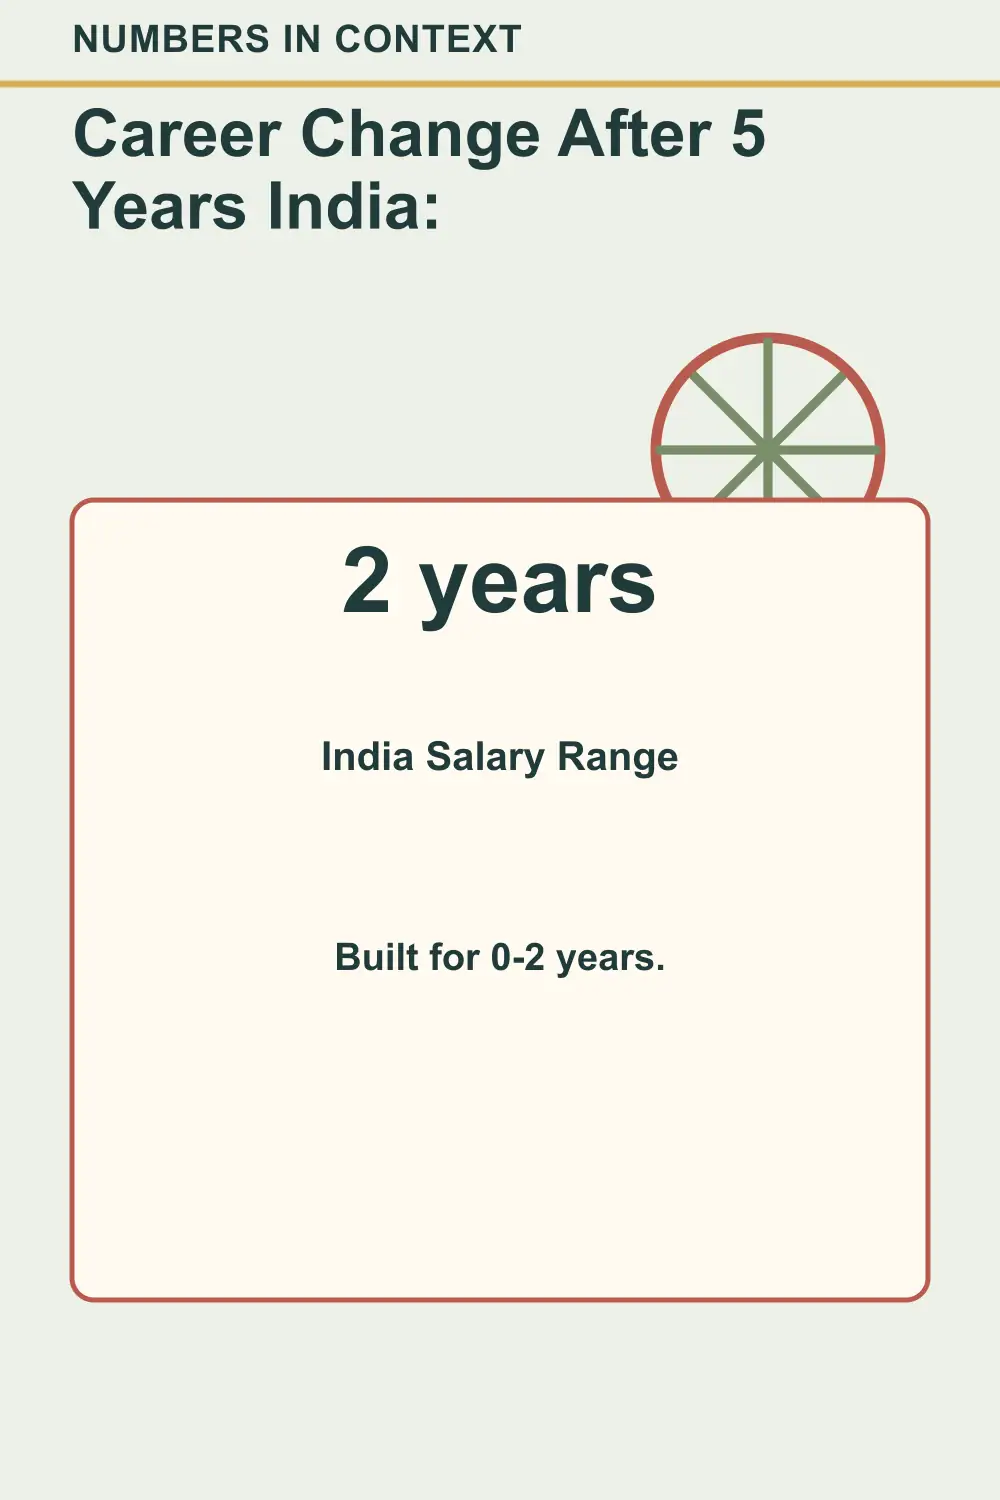 NUMBERS IN CONTEXT
Career Change After 5
Years India:
2 years
India Salary Range
Built for 0-2 years.